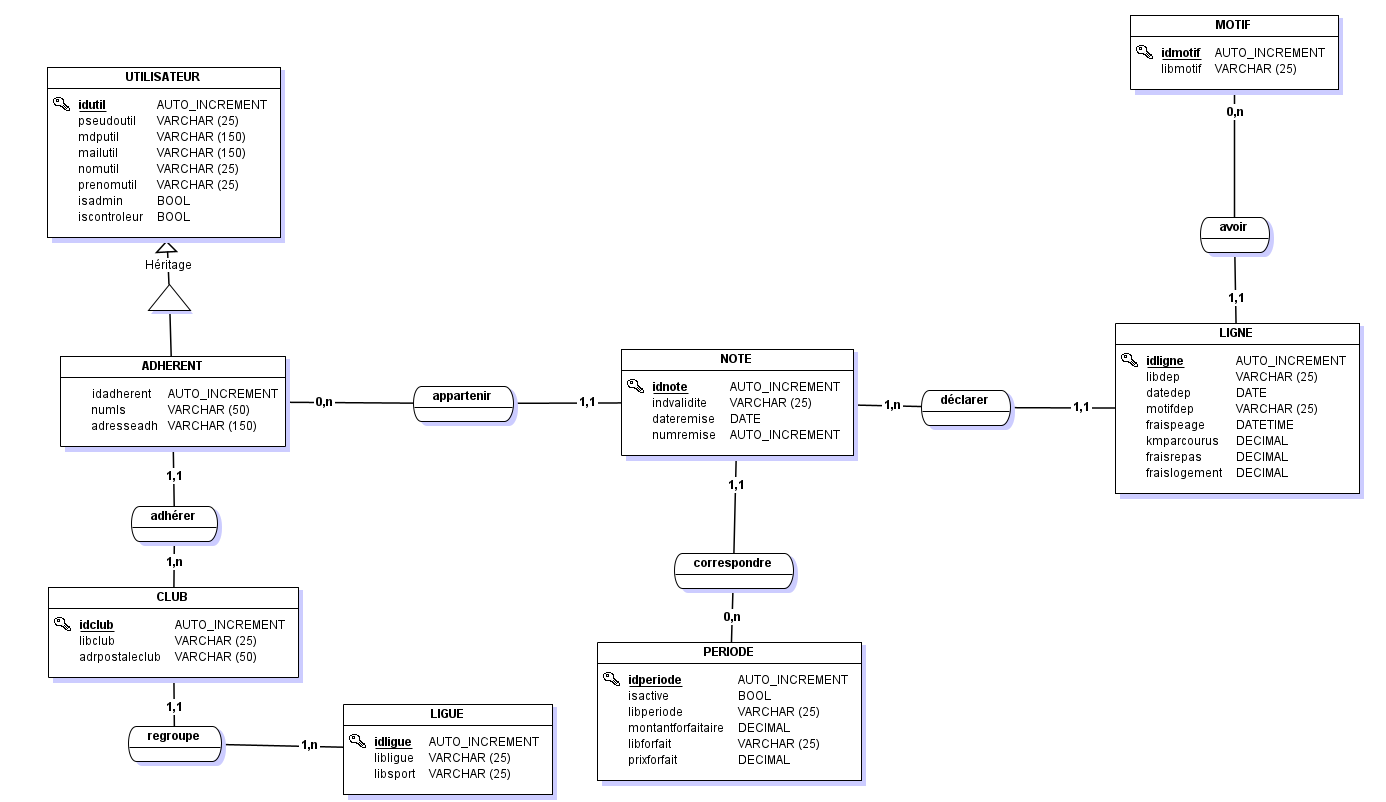 MOTIF
idmotif AUTO_INCREMENT
libmotif VARCHAR (25)
0,n
avoir
1,1
UTILISATEUR
idutil AUTO_INCREMENT
pseudoutil VARCHAR (25)
mdputil VARCHAR (150)
mailutil VARCHAR (150)
nomutil VARCHAR (25)
prenomutil VARCHAR (25)
isadmin BOOL
iscontroleur BOOL
Héritage
ADHERENT
idadherent AUTO_INCREMENT
numls VARCHAR (50)
adresseadh VARCHAR (150)
0,n
appartenir
1,1
NOTE
idnote AUTO_INCREMENT
indvalidite VARCHAR (25)
dateremise DATE
numremise AUTO_INCREMENT
1,n
déclarer
1,1
LIGNE
idligne AUTO_INCREMENT
libdep VARCHAR (25)
datedep DATE
motifdep VARCHAR (25)
fraispeage DATETIME
kmparcourus DECIMAL
fraisrepas DECIMAL
fraislogement DECIMAL
1,1
adhérer
1,n
CLUB
idclub AUTO_INCREMENT
libclub VARCHAR (25)
adrpostaleclub VARCHAR (50)
1,1
regroupe
1,n
LIGUE
idligue AUTO_INCREMENT
libligue VARCHAR (25)
libsport VARCHAR (25)
1,1
correspondre
0,n
PERIODE
idperiode AUTO_INCREMENT
isactive BOOL
libperiode VARCHAR (25)
montantforfaitaire DECIMAL
libforfait VARCHAR (25)
prixforfait DECIMAL